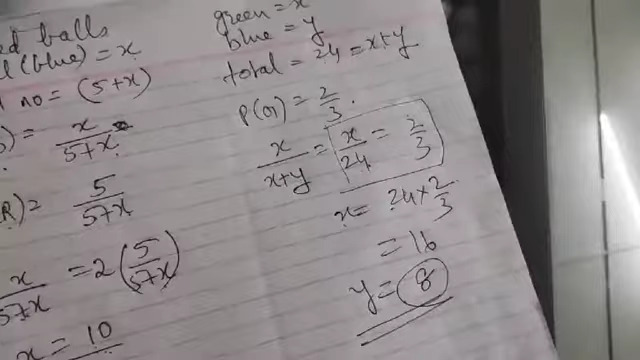 ed balls
l (blue) = x
l no = (5+x)
) = x/5+x
R) = 5/5+x
x/5+x = 2(5/5+x)
x = 10
green = x
blue = y
total = 24 = x+y
P(G) = 2/3.
x/x+y = x/24 = 2/3
x = 24 × 2/3
= 16
y = 8